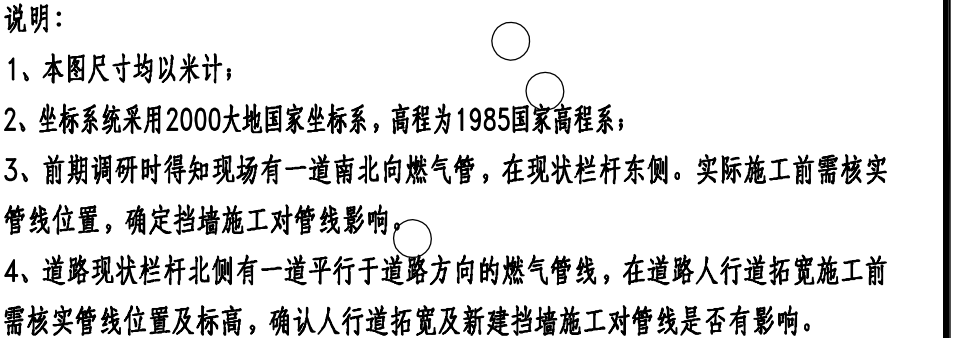 说明：
1、本图尺寸均以米计；
2、坐标系统采用2000大地国家坐标系，高程为1985国家高程系；
3、前期调研时得知现场有一道南北向燃气管，在现状栏杆东侧。实际施工前需核实
管线位置，确定挡墙施工对管线影响。
4、道路现状栏杆北侧有一道平行于道路方向的燃气管线，在道路人行道拓宽施工前
需核实管线位置及标高，确认人行道拓宽及新建挡墙施工对管线是否有影响。